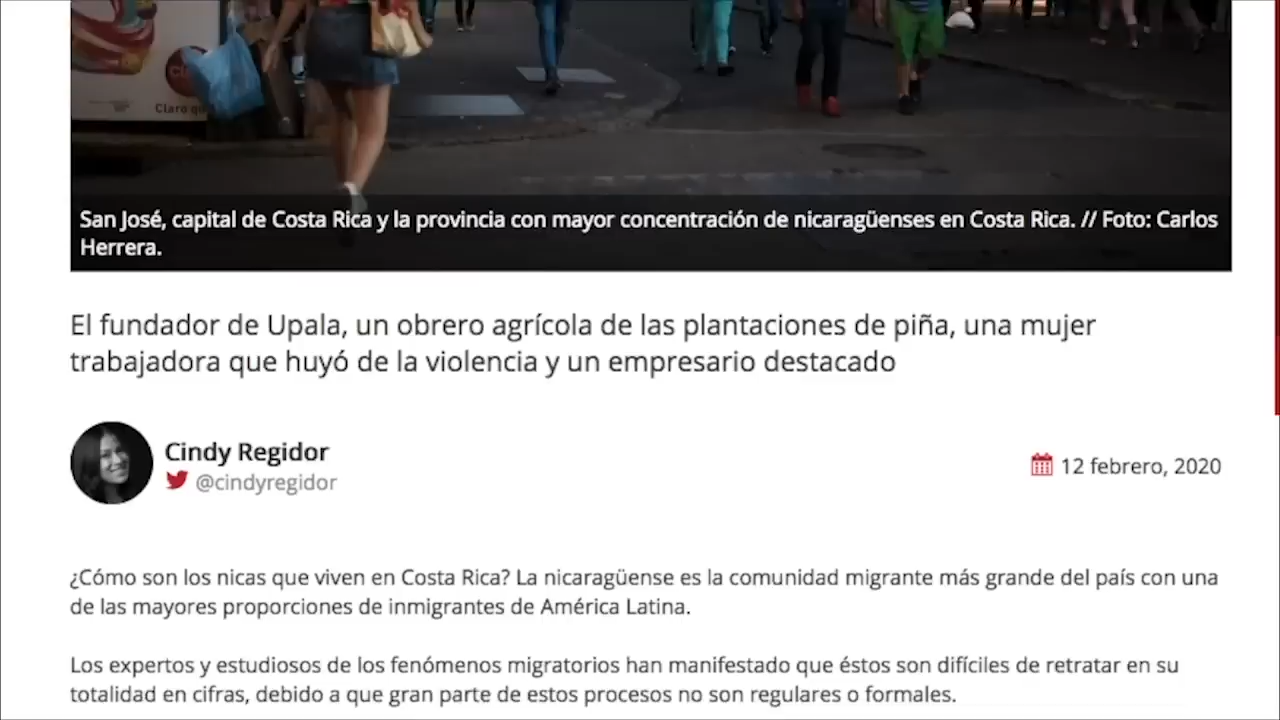 Claro qu
San José, capital de Costa Rica y la provincia con mayor concentración de nicaragüenses en Costa Rica. // Foto: Carlos
Herrera.
El fundador de Upala, un obrero agrícola de las plantaciones de piña, una mujer
trabajadora que huyó de la violencia y un empresario destacado
Cindy Regidor
@cindyregidor
12 febrero, 2020
¿Cómo son los nicas que viven en Costa Rica? La nicaragüense es la comunidad migrante más grande del país con una
de las mayores proporciones de inmigrantes de América Latina.
Los expertos y estudiosos de los fenómenos migratorios han manifestado que éstos son difíciles de retratar en su
totalidad en cifras, debido a que gran parte de estos procesos no son regulares o formales.